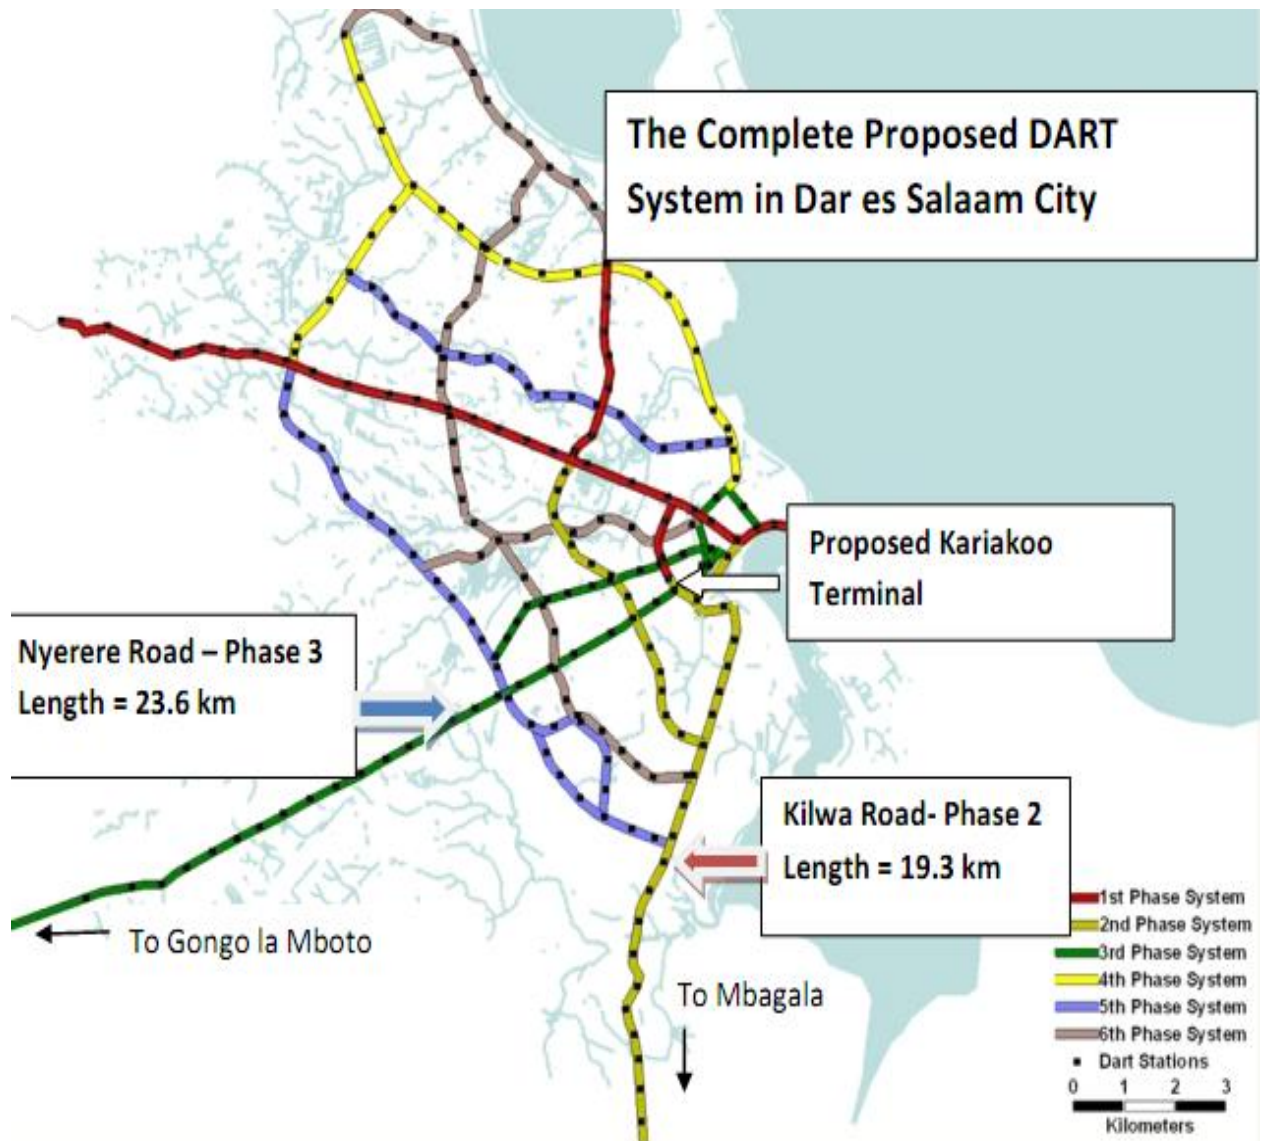 The Complete Proposed DART
System in Dar es Salaam City
Proposed Kariakoo
Terminal
Nyerere Road – Phase 3
Length = 23.6 km
Kilwa Road- Phase 2
Length = 19.3 km
To Gongo la Mboto
To Mbagala
1st Phase System
2nd Phase System
3rd Phase System
4th Phase System
5th Phase System
6th Phase System
Dart Stations
0 1 2 3
Kilometers